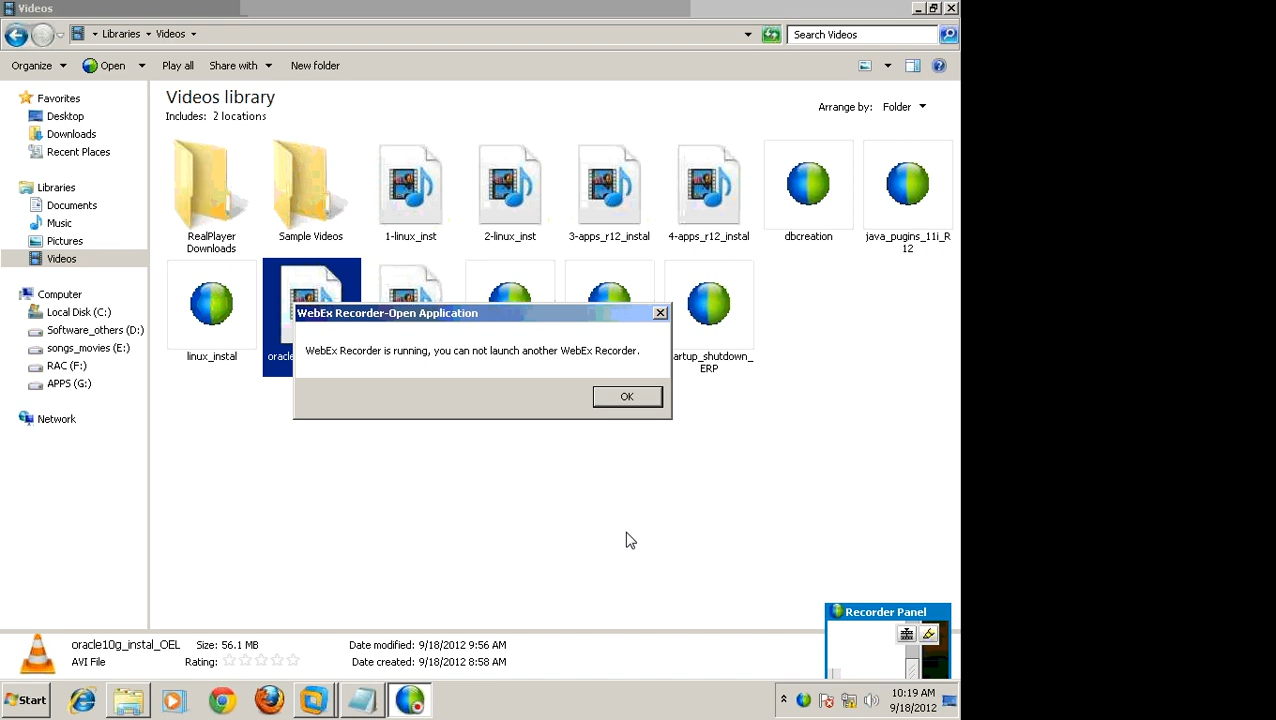 Videos
Libraries
Videos
Search Videos
Organize
Open
Play all
Share with
New folder
Favorites
Desktop
Downloads
Recent Places
Libraries
Documents
Music
Pictures
Videos
Computer
Local Disk (C:)
Software_others (D:)
songs_movies (E:)
RAC (F:)
APPS (G:)
Network
Videos library
Includes: 2 locations
Arrange by: Folder
RealPlayer
Downloads
Sample Videos
1-linux_inst
2-linux_inst
3-apps_r12_instal
4-apps_r12_instal
dbcreation
java_pugins_11i_R
12
linux_instal
oracle
artup_shutdown_
ERP
WebEx Recorder-Open Application
WebEx Recorder is running, you can not launch another WebEx Recorder.
OK
Recorder Panel
oracle10g_instal_OEL
AVI File
Size: 56.1 MB
Rating:
Date modified: 9/18/2012 9:56 AM
Date created: 9/18/2012 8:58 AM
Start
10:19 AM
9/18/2012